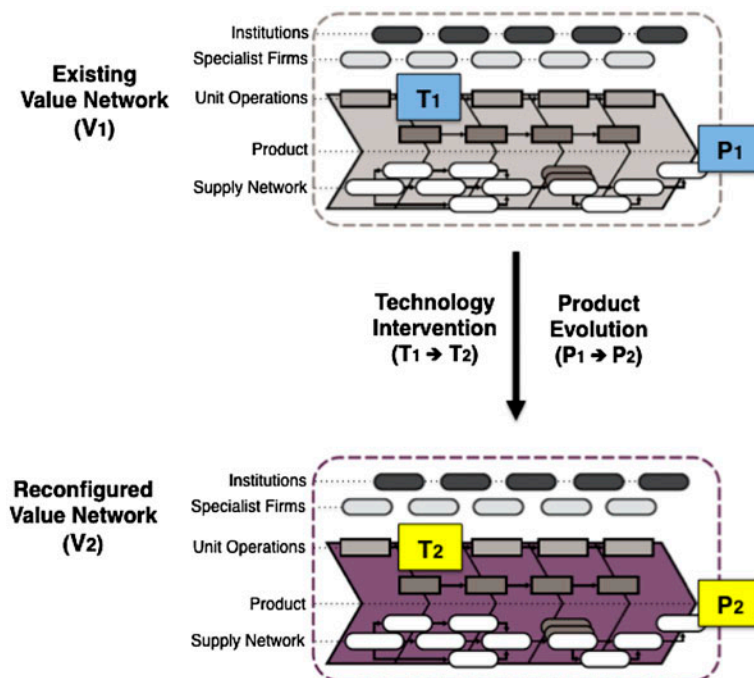 Institutions
Specialist Firms
Existing
Value Network
(V1)
Unit Operations
T1
Product
P1
Supply Network
Technology
Intervention
(T1 → T2)
Product
Evolution
(P1 → P2)
Institutions
Reconfigured
Value Network
(V2)
Specialist Firms
Unit Operations
T2
Product
P2
Supply Network